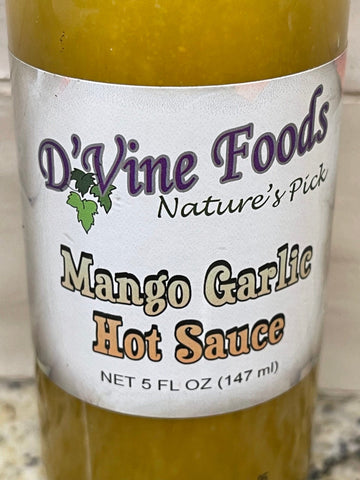 D'Vine Foods
Nature's Pick
Mango Garlic
Hot Sauce
NET 5 FL OZ (147 ml)